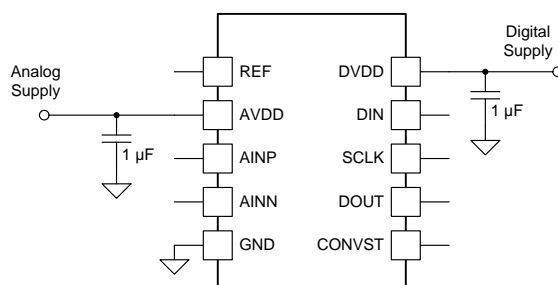 Analog
Supply
1 µF
REF
AVDD
AINP
AINN
GND
DVDD
DIN
SCLK
DOUT
CONVST
Digital
Supply
1 µF